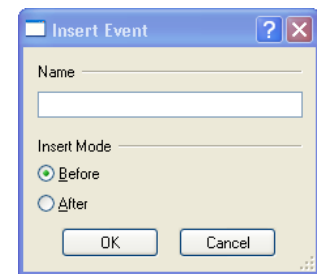 Insert Event
Name
Insert Mode
Before
After
OK Cancel